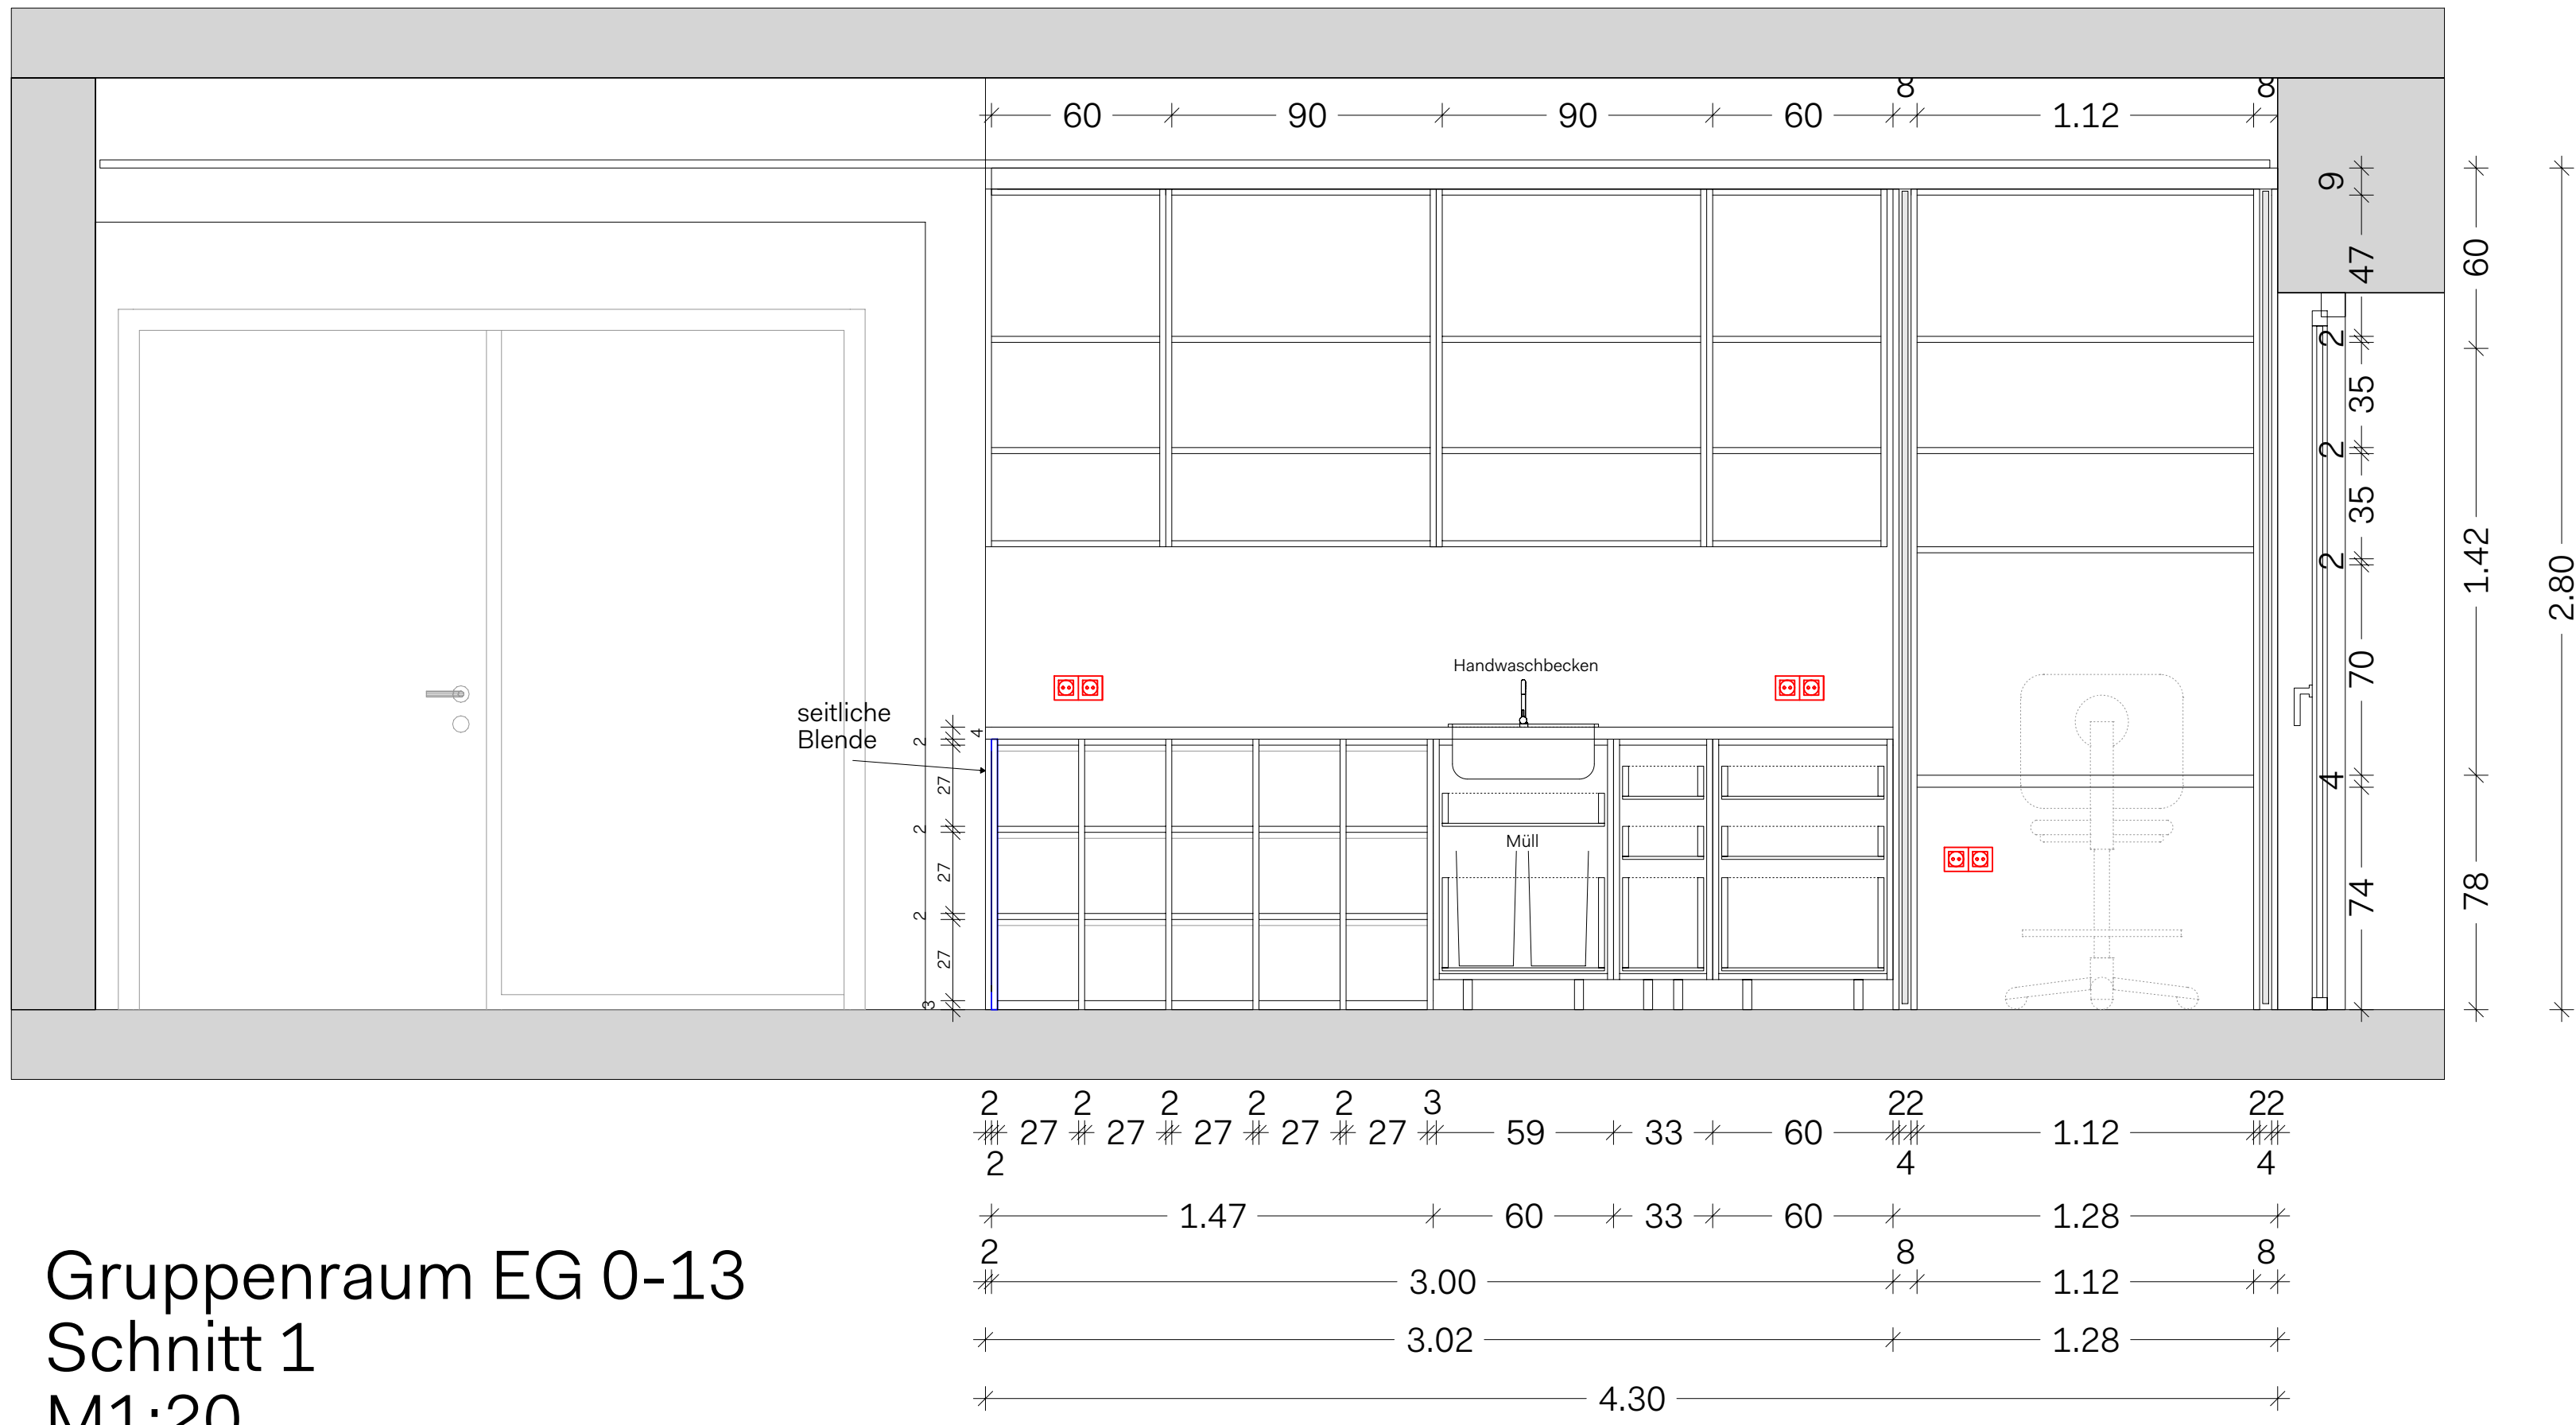 8 8
60 90 90 60 1.12
9
47
60
2
35
2
35
1.42
2.80
2
70
Handwaschbecken
seitliche
Blende
4
2
27
2
Müll
27
2
27
3
4
74
78
2 2 2 2 2 3 22 22
27 27 27 27 27 59 33 60 1.12
2 4 4
1.47 60 33 60 1.28
2 8 8
3.00 1.12
3.02 1.28
4.30
Gruppenraum EG 0-13
Schnitt 1
M1:20